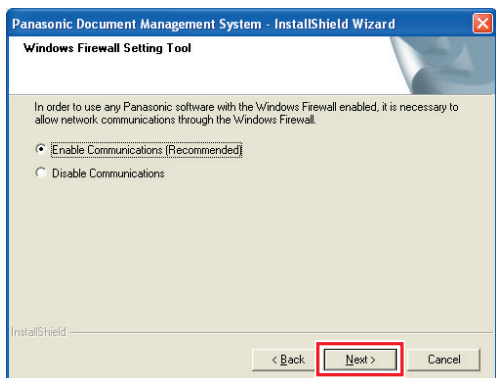 Panasonic Document Management System - InstallShield Wizard
Windows Firewall Setting Tool
In order to use any Panasonic software with the Windows Firewall enabled, it is necessary to
allow network communications through the Windows Firewall.
Enable Communications (Recommended)
Disable Communications
InstallShield
< Back Next > Cancel